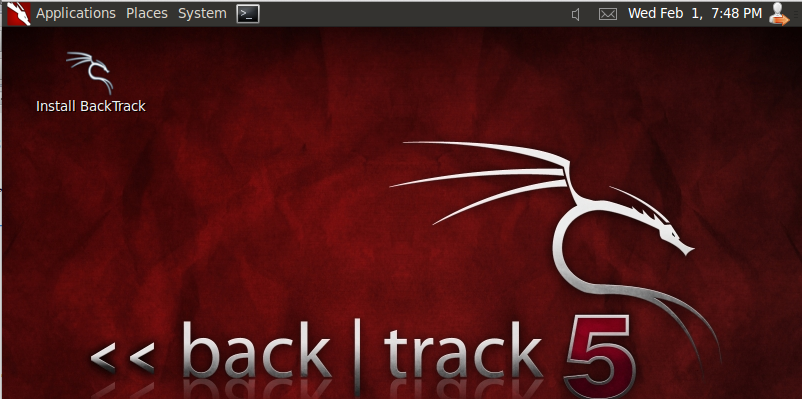 Applications Places System Wed Feb 1, 7:48 PM
Install BackTrack
<< back | track 5